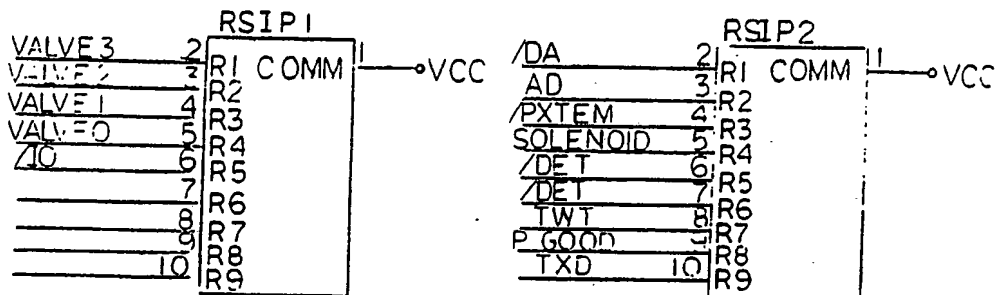 RSIP1
VALVE3 2 R1 COMM 1 VCC
VALVE2 3 R2
VALVE1 4 R3
VALVE0 5 R4
/IO 6 R5
7 R6
8 R7
9 R8
10 R9
RSIP2
/DA 2 R1 COMM 1 VCC
AD 3 R2
/PXTEM 4 R3
SOLENOID 5 R4
/DET 6 R5
/DET 7 R6
TWT 8 R7
P GOOD R8
TXD 10 R9